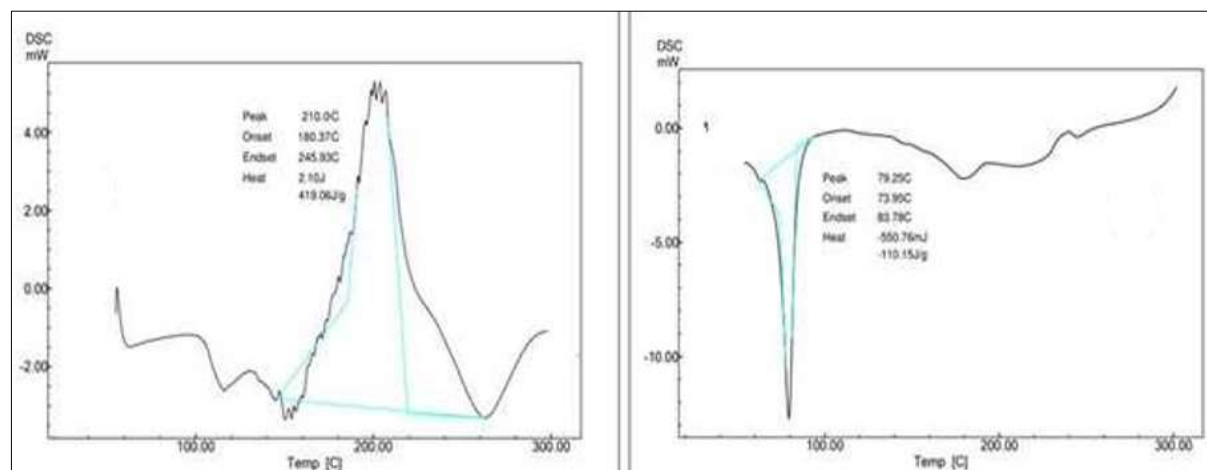 DSC
mW
4.00
2.00
0.00
-2.00
Peak 210.0C
Onset 180.37C
Endset 245.93C
Heat 2.10J
419.06J/g
100.00 200.00 300.00
Temp [C]
DSC
mW
0.00
-5.00
-10.00
1
Peak 79.25C
Onset 73.95C
Endset 83.78C
Heat -550.76mJ
-110.15J/g
100.00 200.00 300.00
Temp [C]